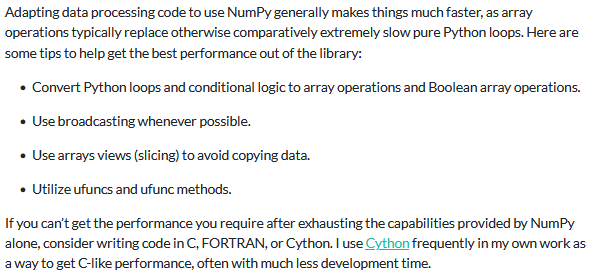 Adapting data processing code to use NumPy generally makes things much faster, as array
operations typically replace otherwise comparatively extremely slow pure Python loops. Here are
some tips to help get the best performance out of the library:
• Convert Python loops and conditional logic to array operations and Boolean array operations.
• Use broadcasting whenever possible.
• Use arrays views (slicing) to avoid copying data.
• Utilize ufuncs and ufunc methods.
If you can't get the performance you require after exhausting the capabilities provided by NumPy
alone, consider writing code in C, FORTRAN, or Cython. I use Cython frequently in my own work as
a way to get C-like performance, often with much less development time.